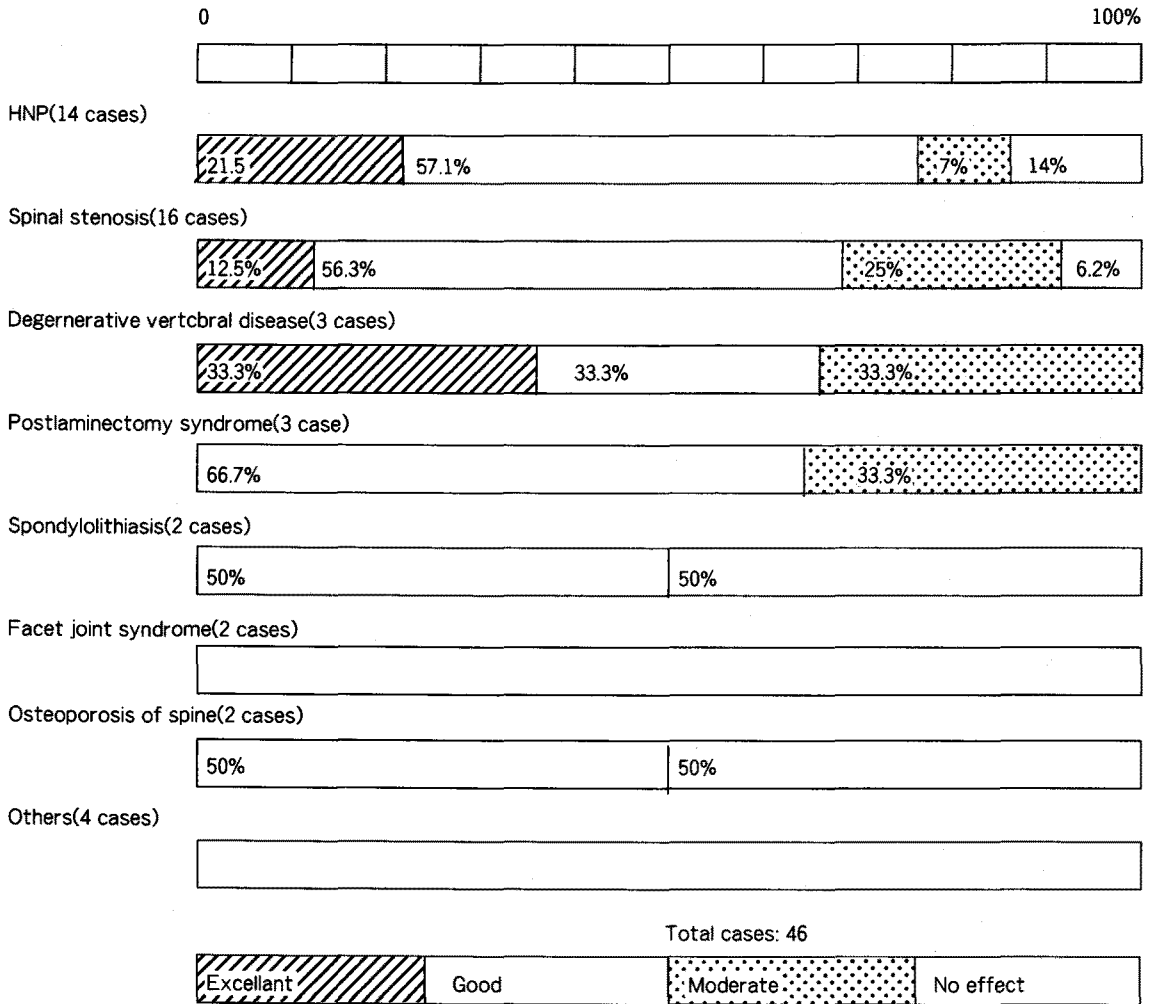 0 100%
HNP(14 cases)
21.5 57.1% 7% 14%
Spinal stenosis(16 cases)
12.5% 56.3% 25% 6.2%
Degernerative vertcbral disease(3 cases)
33.3% 33.3% 33.3%
Postlaminectomy syndrome(3 case)
66.7% 33.3%
Spondylolithiasis(2 cases)
50% 50%
Facet joint syndrome(2 cases)
Osteoporosis of spine(2 cases)
50% 50%
Others(4 cases)
Total cases: 46
Excellant Good Moderate No effect